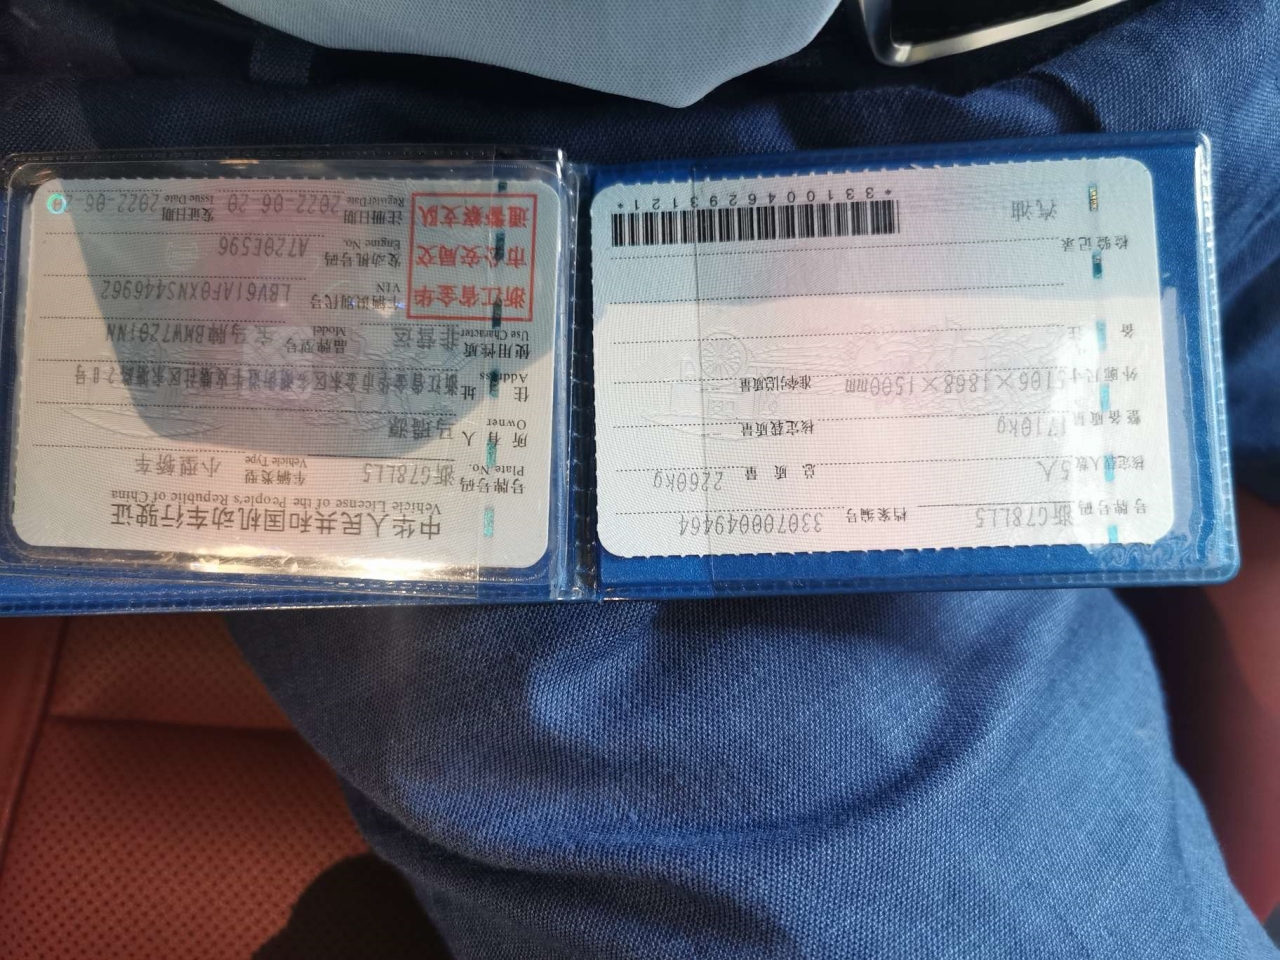 中华人民共和国机动车行驶证
Vehicle License of the People's Republic of China
号牌号码 浙G78LL5 车辆类型 小型轿车
Plate No. Vehicle Type
所有人 马瑞源
Owner
住址
Address
使用性质 非营运 品牌型号 宝马牌BMW7201NN
Use Character Model
浙江省金华
市公安局交
通警察支队
车辆识别代号 LBV61AF0XNS446962
VIN
发动机号码 A720E596
Engine No.
注册日期 2022-06-20 发证日期 2022-06-20
Register Date Issue Date
号牌号码 浙G78LL5 档案编号 330700049464
核定载人数 5人 总质量 2260kg
整备质量 1710kg 核定载质量
外廓尺寸 5106×1868×1500mm 准牵引总质量
备注
检验记录
汽油
*3310046293121*